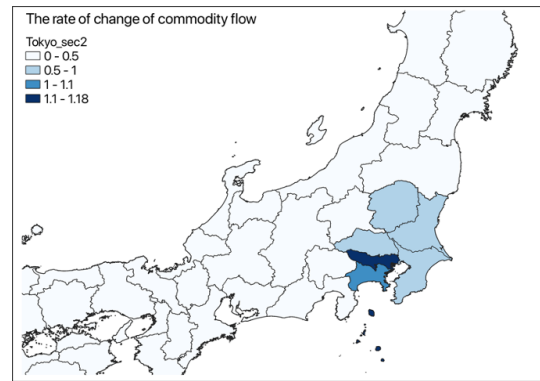 The rate of change of commodity flow
Tokyo_sec2
0 - 0.5
0.5 - 1
1 - 1.1
1.1 - 1.18